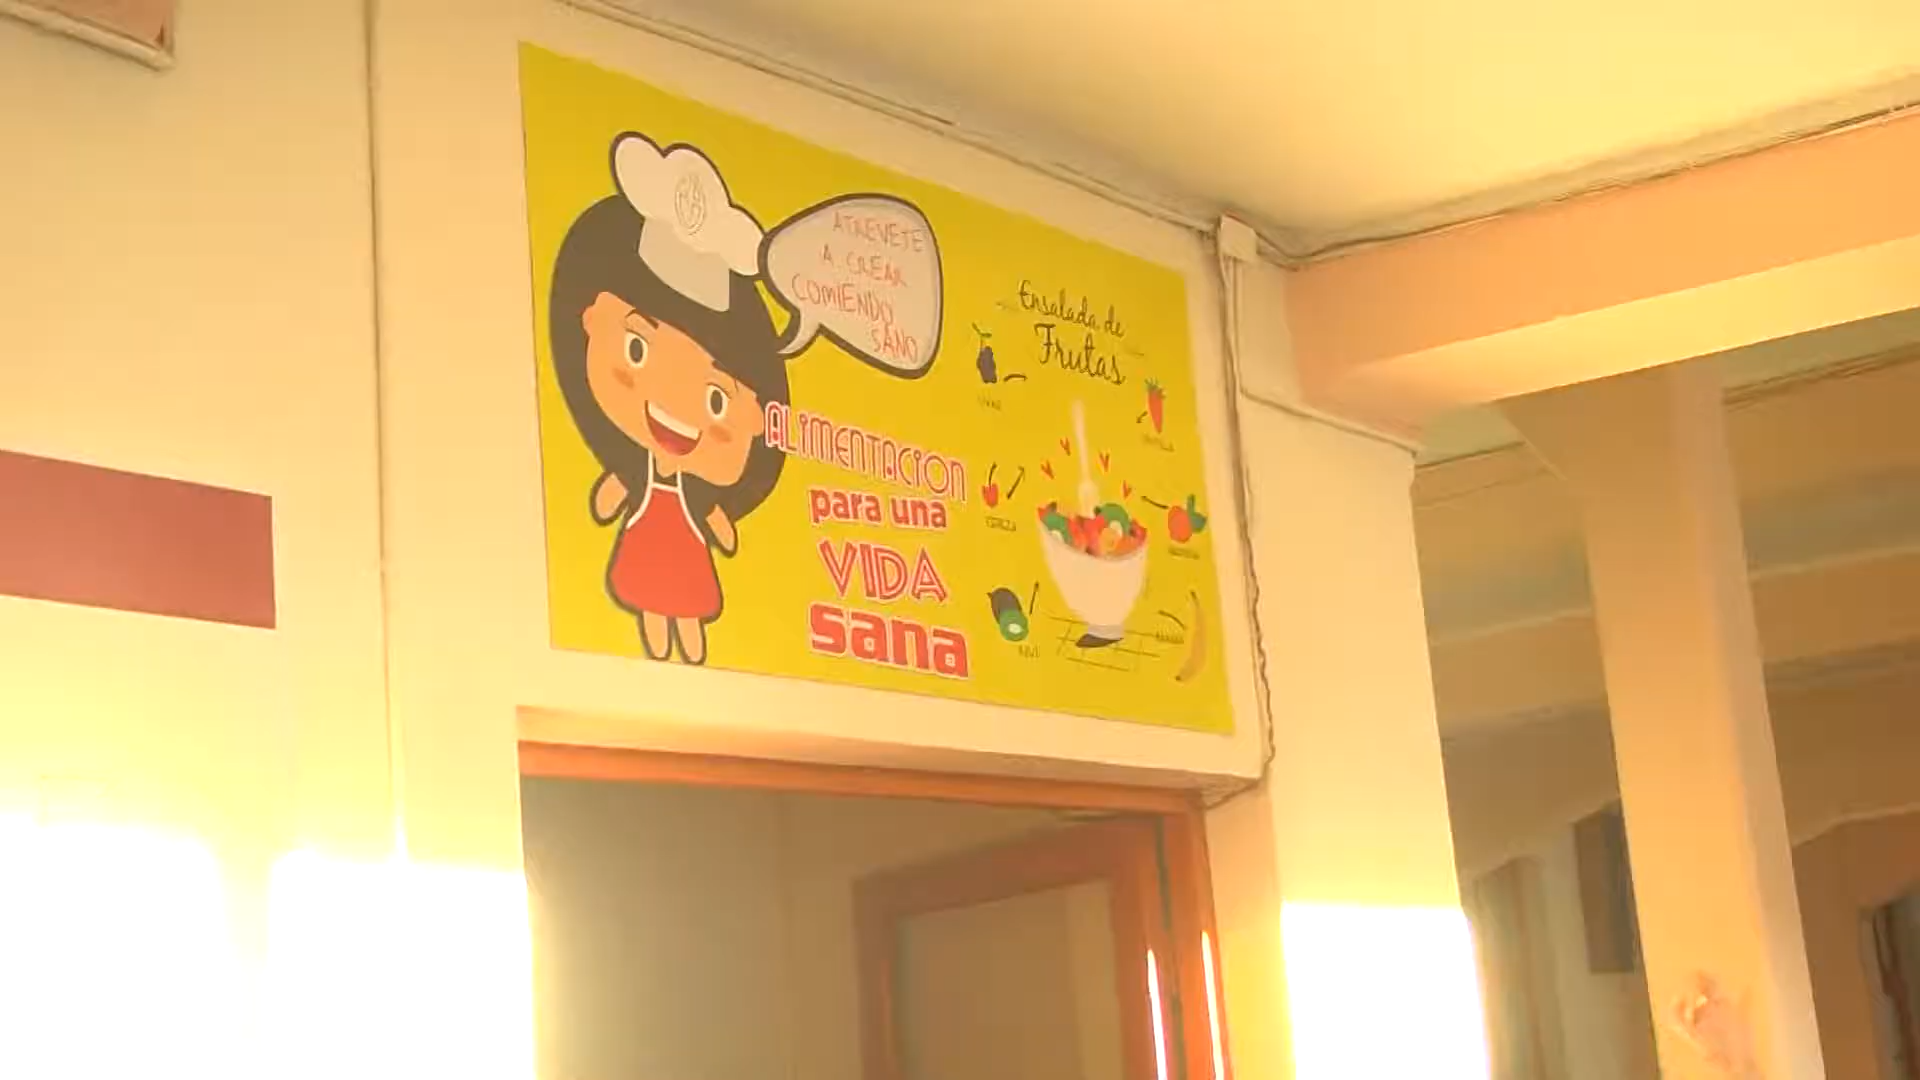 ATREVETE
A CREAR
COMIENDO
SANO
ALIMENTACION
para una
VIDA
sana
Ensalada de
Frutas